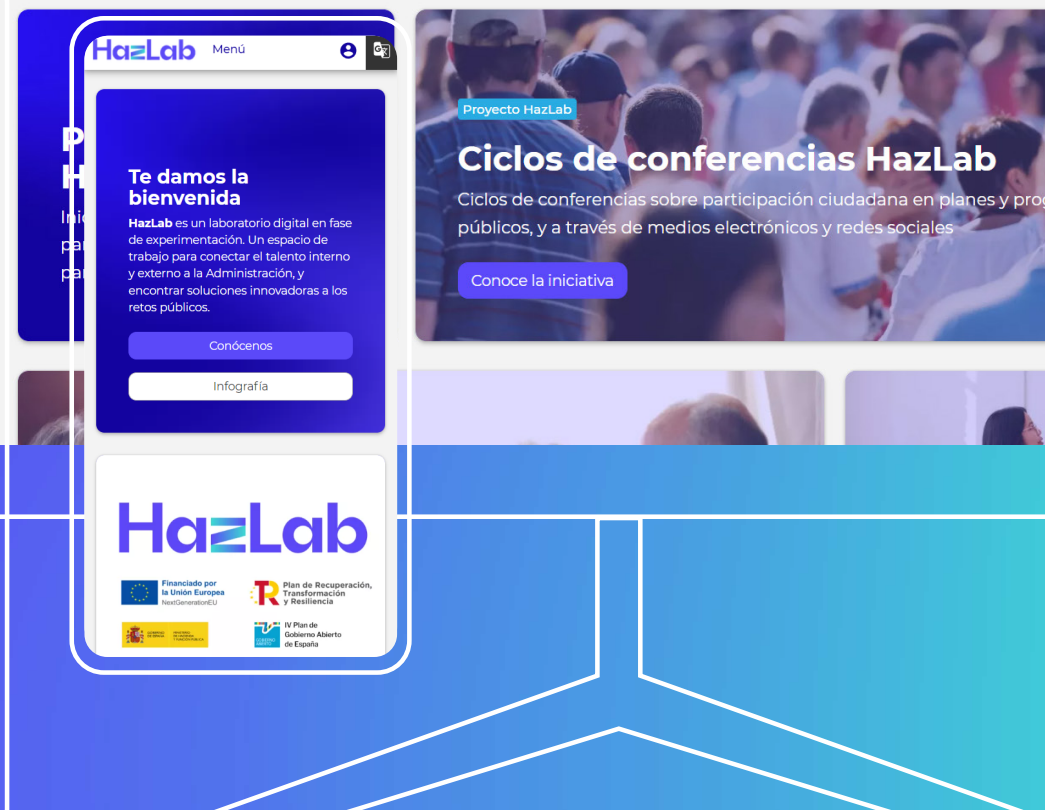 HazLab Menú
Te damos la
bienvenida
HazLab es un laboratorio digital en fase
de experimentación. Un espacio de
trabajo para conectar el talento interno
y externo a la Administración, y
encontrar soluciones innovadoras a los
retos públicos.
Conócenos
Infografía
HazLab
Financiado por
la Unión Europea
NextGenerationEU
Plan de Recuperación,
Transformación
y Resiliencia
IV Plan de
Gobierno Abierto
de España
Proyecto HazLab
Ciclos de conferencias HazLab
Ciclos de conferencias sobre participación ciudadana en planes y
públicos, y a través de medios electrónicos y redes sociales
Conoce la iniciativa